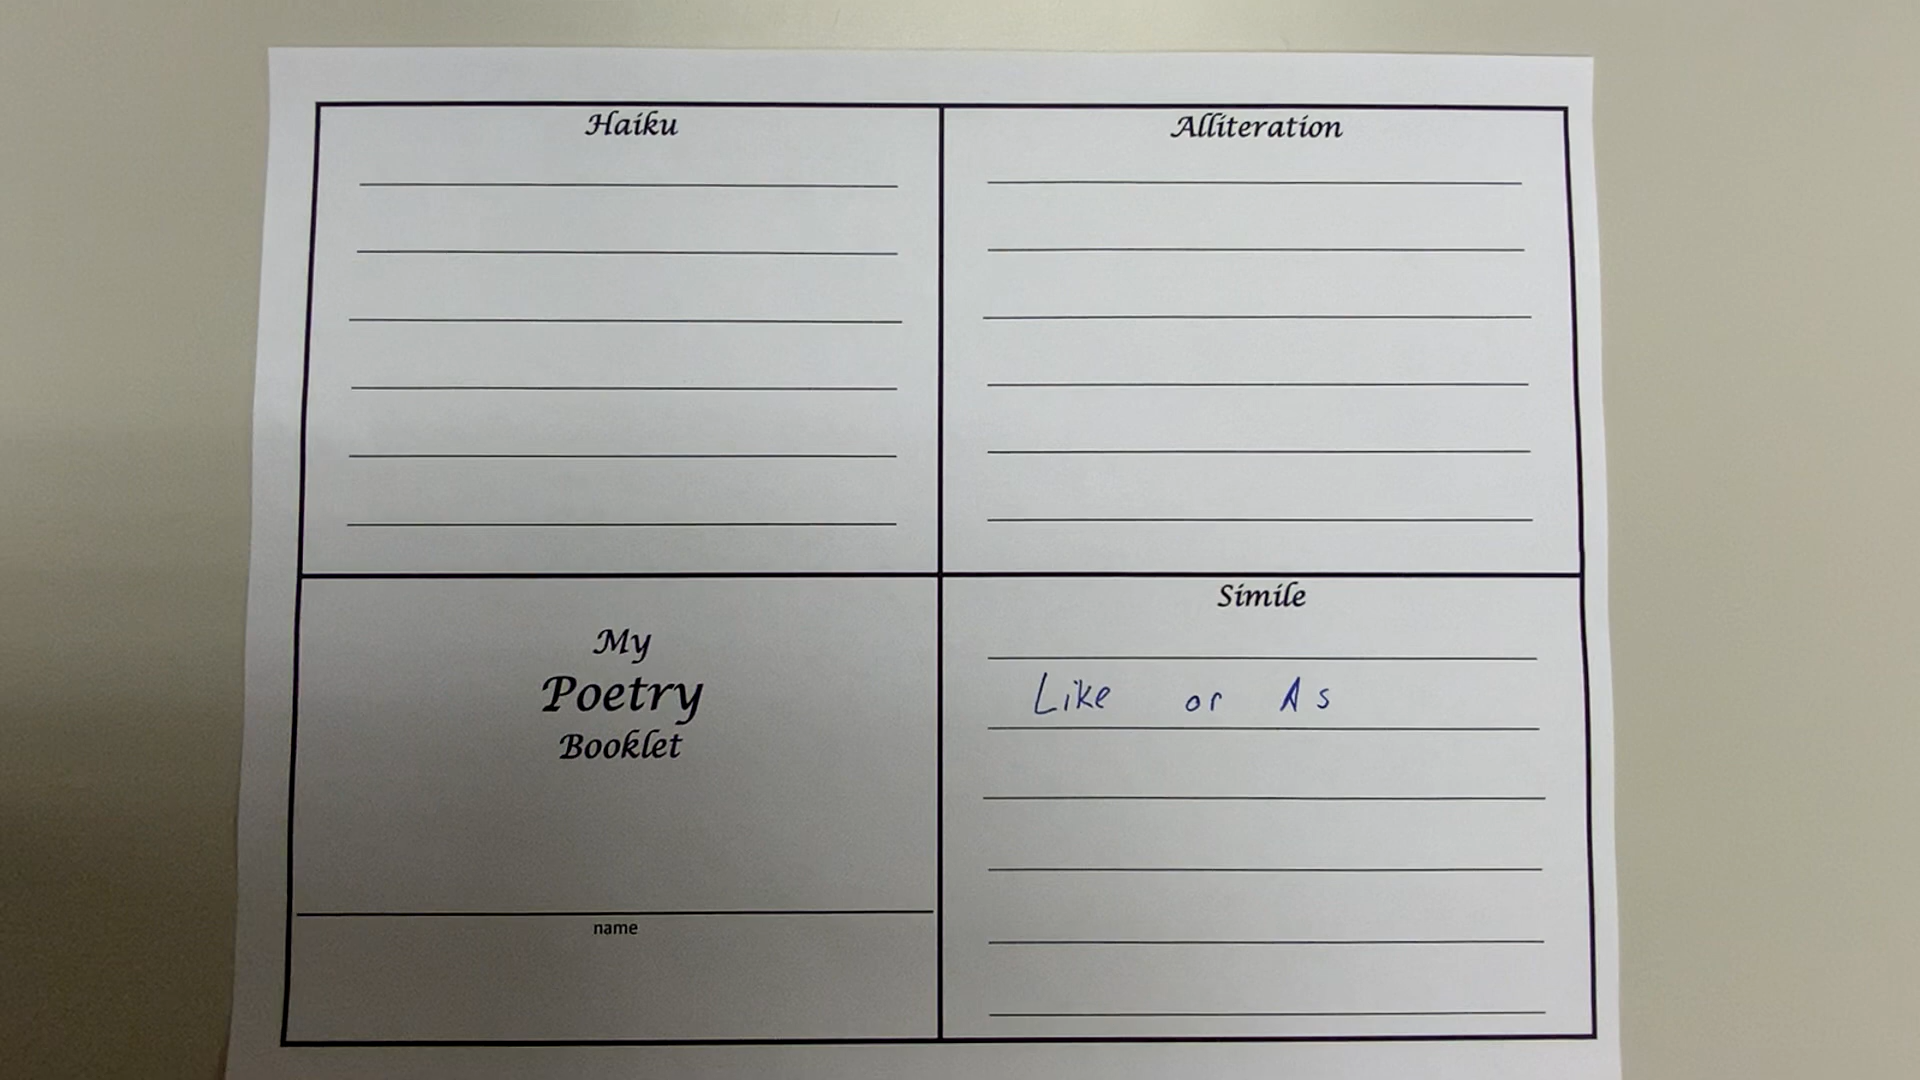 Haiku
Alliteration
My
Poetry
Booklet
name
Simile
Like or As